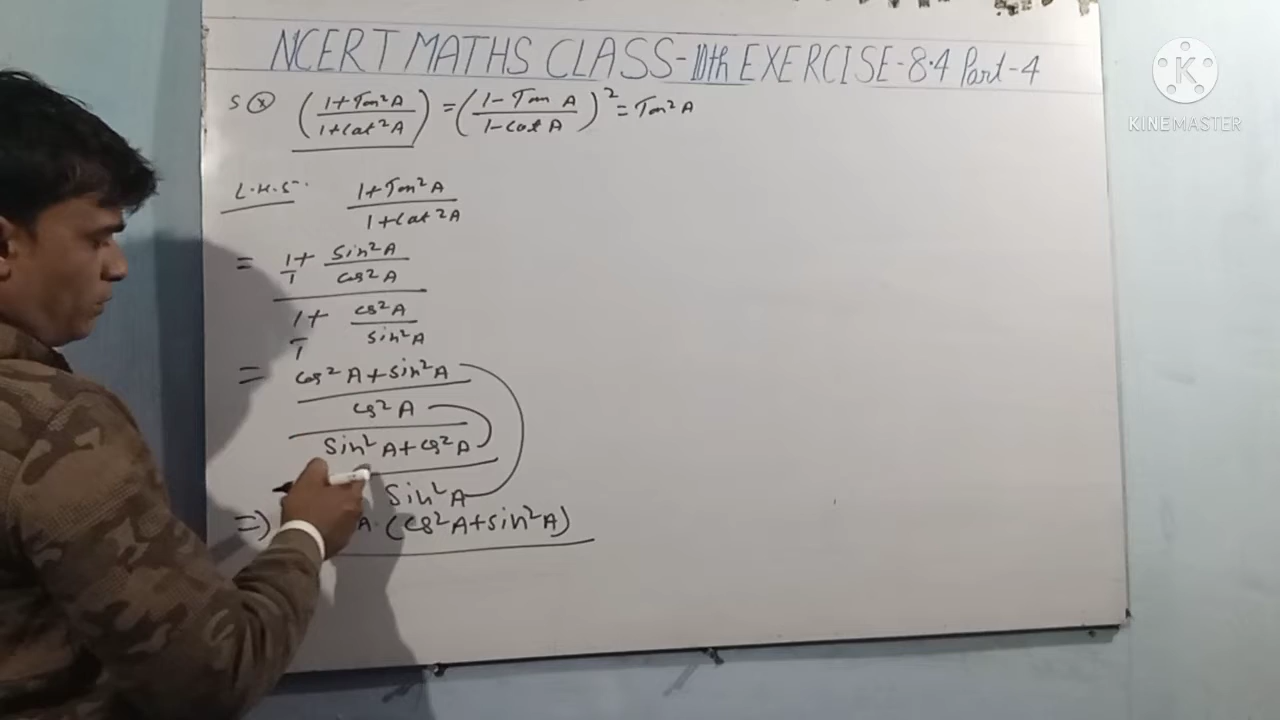 NCERT MATHS CLASS-10th EXERCISE-8.4 Part-4
K
KINEMASTER
5 (x) ((1+Tan²A)/(1+Cot²A)) = ((1-Tan A)/(1-Cot A))² = Tan²A
L.H.S. (1+Tan²A)/(1+Cot²A)
= (1/1 + Sin²A/Cos²A)/(1/1 + Cos²A/Sin²A)
= ((Cos²A+Sin²A)/Cos²A)/((Sin²A+Cos²A)/Sin²A)
=> A. (Cos²A+Sin²A)